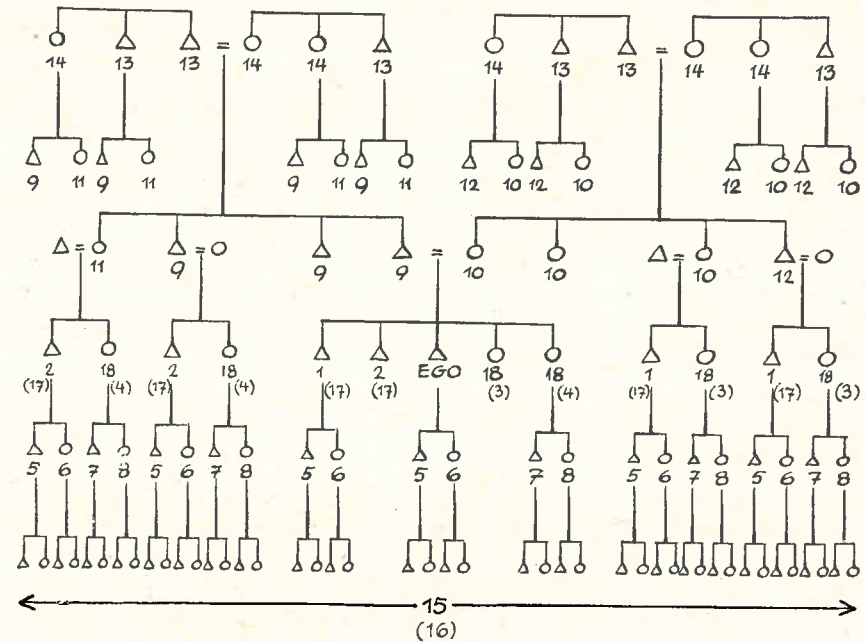 14 13 13 = 14 14 13 14 13 13 = 14 14 13
9 11 9 11 9 11 9 11 12 10 12 10 12 10 12 10
= = = = = =
11 9 9 9 10 10 10 12
2 18 2 18 1 2 EGO 18 18 1 18 1 18
(17) (4) (17) (4) (17) (17) (3) (4) (17) (3) (17) (3)
5 6 7 8 5 6 7 8 5 6 5 6 7 8 5 6 7 8 5 6 7 8
15
(16)